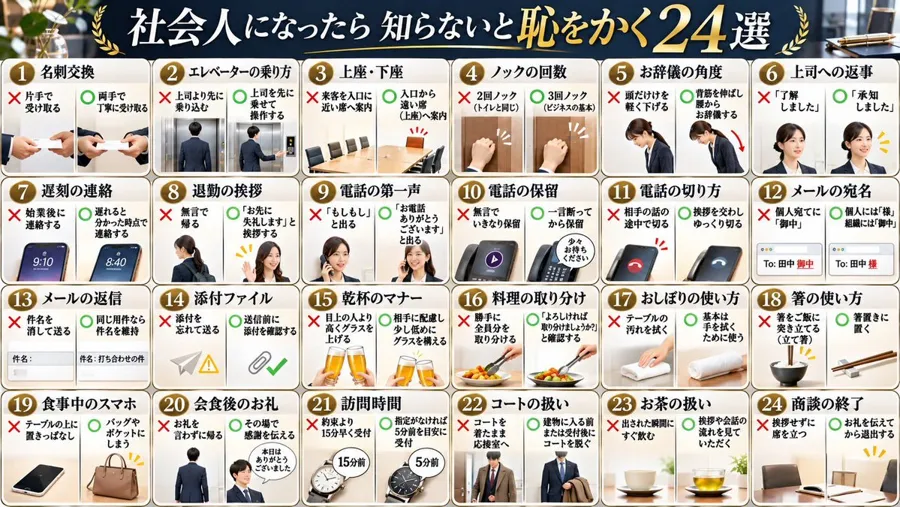 社会人になったら 知らないと恥をかく24選
1 名刺交換
片手で
受け取る
両手で
丁寧に受け取る
2 エレベーターの乗り方
上司より先に
乗り込む
上司を先に
乗せて
操作する
3 上座・下座
来客を入口に
近い席へ案内
入口から
遠い席
(上座)へ案内
4 ノックの回数
2回ノック
(トイレと同じ)
3回ノック
(ビジネスの基本)
5 お辞儀の角度
頭だけを
軽く下げる
背筋を伸ばし
腰から
お辞儀する
6 上司への返事
「了解
しました」
「承知
しました」
7 遅刻の連絡
始業後に
連絡する
遅れると
分かった時点で
連絡する
9:10
8:40
8 退勤の挨拶
無言で
帰る
「お先に
失礼します」と
挨拶する
9 電話の第一声
「もしもし」
と出る
「お電話
ありがとう
ございます」
と出る
10 電話の保留
無言で
いきなり保留
一言断って
から保留
少々
お待ち
ください
11 電話の切り方
相手の話の
途中で切る
挨拶を交わし
ゆっくり切る
12 メールの宛名
個人宛てに
「御中」
個人には「様」
組織には「御中」
To: 田中 御中
To: 田中 様
13 メールの返信
件名を
消して送る
同じ用件なら
件名を維持
件名:
件名: 打ち合わせの件
14 添付ファイル
添付を
忘れて送る
送信前に
添付を確認する
15 乾杯のマナー
目上の人より
高くグラスを
上げる
相手に配慮し
少し低めに
グラスを構える
16 料理の取り分け
勝手に
全員分を
取り分ける
「よろしければ
取り分けましょうか?」
と確認する
17 おしぼりの使い方
テーブルの
汚れを拭く
基本は
手を拭く
ために使う
18 箸の使い方
箸をご飯に
突き立てる
(立て箸)
箸置きに
置く
19 食事中のスマホ
テーブルの上に
置きっぱなし
バッグや
ポケットに
しまう
20 会食後のお礼
お礼を
言わずに帰る
その場で
感謝を伝える
本日は
ありがとう
ございました
21 訪問時間
約束より
15分早く受付
指定がなければ
5分前を目安に
受付
15分前
5分前
22 コートの扱い
コートを
着たまま
応接室へ
建物に入る前
または受付後に
コートを脱ぐ
23 お茶の扱い
出された瞬間に
すぐ飲む
挨拶や会話の
流れを見て
いただく
24 商談の終了
挨拶せずに
席を立つ
お礼を伝えて
から退出する